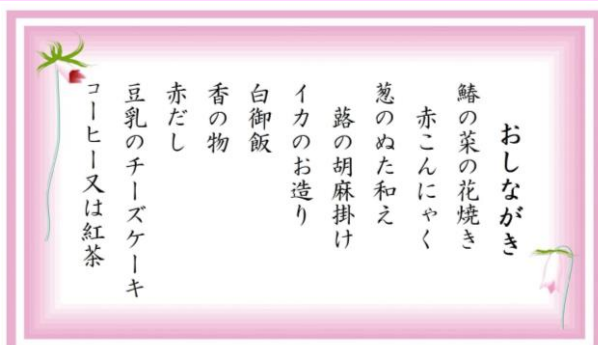 おしながき
鰆の菜の花焼き
赤こんにゃく
葱のぬた和え
蕗の胡麻掛け
イカのお造り
白御飯
香の物
赤だし
豆乳のチーズケーキ
コーヒー又は紅茶